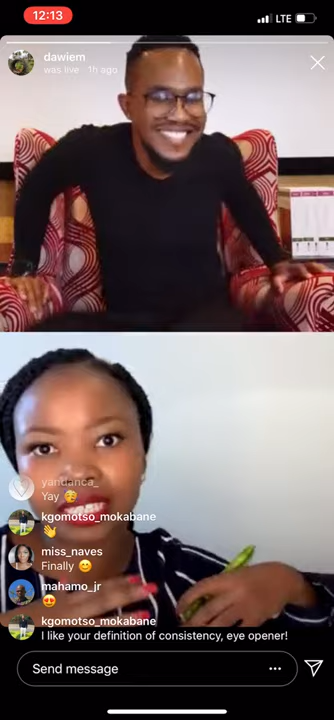 12:13
LTE
dawiem
was live · 1h ago
yandanca_
Yay 🥳
kgomotso_mokabane
👋
miss_naves
Finally 😊
mahamo_jr
😍
kgomotso_mokabane
I like your definition of consistency, eye opener!
Send message